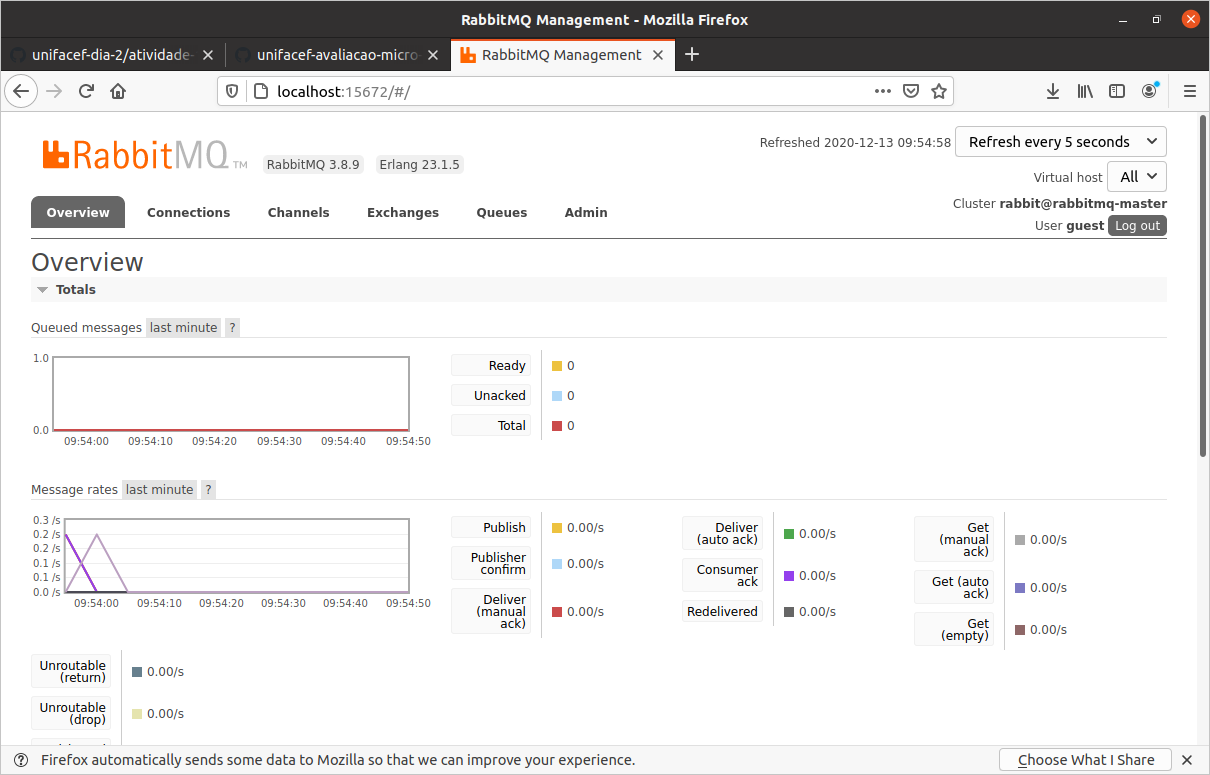 RabbitMQ Management - Mozilla Firefox
unifacef-dia-2/atividade-
unifacef-avaliacao-micro
RabbitMQ Management
localhost:15672/#/
RabbitMQ TM
RabbitMQ 3.8.9
Erlang 23.1.5
Refreshed 2020-12-13 09:54:58
Refresh every 5 seconds
Virtual host
All
Cluster rabbit@rabbitmq-master
User guest
Log out
Overview
Connections
Channels
Exchanges
Queues
Admin
Overview
Totals
Queued messages last minute ?
1.0
0.0
09:54:00 09:54:10 09:54:20 09:54:30 09:54:40 09:54:50
Ready 0
Unacked 0
Total 0
Message rates last minute ?
0.3 /s
0.2 /s
0.2 /s
0.1 /s
0.1 /s
0.0 /s
09:54:00 09:54:10 09:54:20 09:54:30 09:54:40 09:54:50
Publish 0.00/s
Publisher
confirm
0.00/s
Deliver
(manual
ack)
0.00/s
Deliver
(auto ack)
0.00/s
Consumer
ack
0.00/s
Redelivered 0.00/s
Get
(manual
ack)
0.00/s
Get (auto
ack)
0.00/s
Get
(empty)
0.00/s
Unroutable
(return)
0.00/s
Unroutable
(drop)
0.00/s
Firefox automatically sends some data to Mozilla so that we can improve your experience.
Choose What I Share